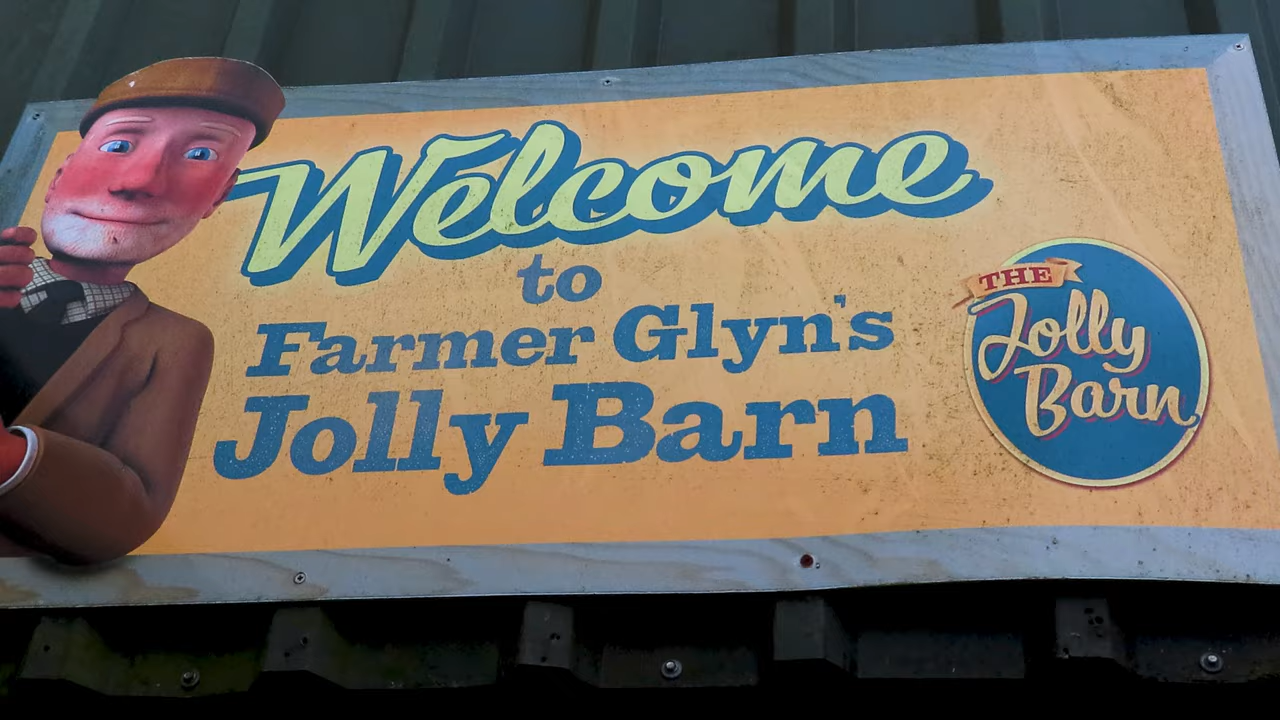 Welcome
to
Farmer Glyn's
Jolly Barn
THE
Jolly
Barn